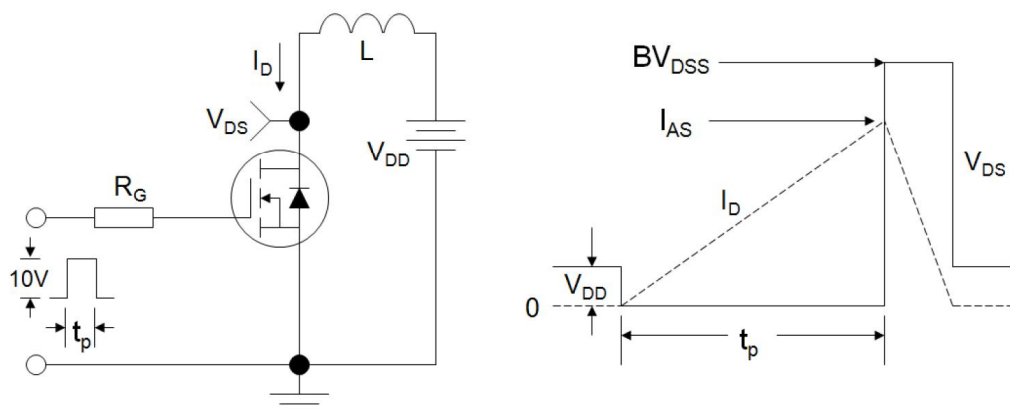 L
I_D
V_DS
V_DD
R_G
10V
t_p
BV_DSS
I_AS
V_DS
I_D
V_DD
0
t_p